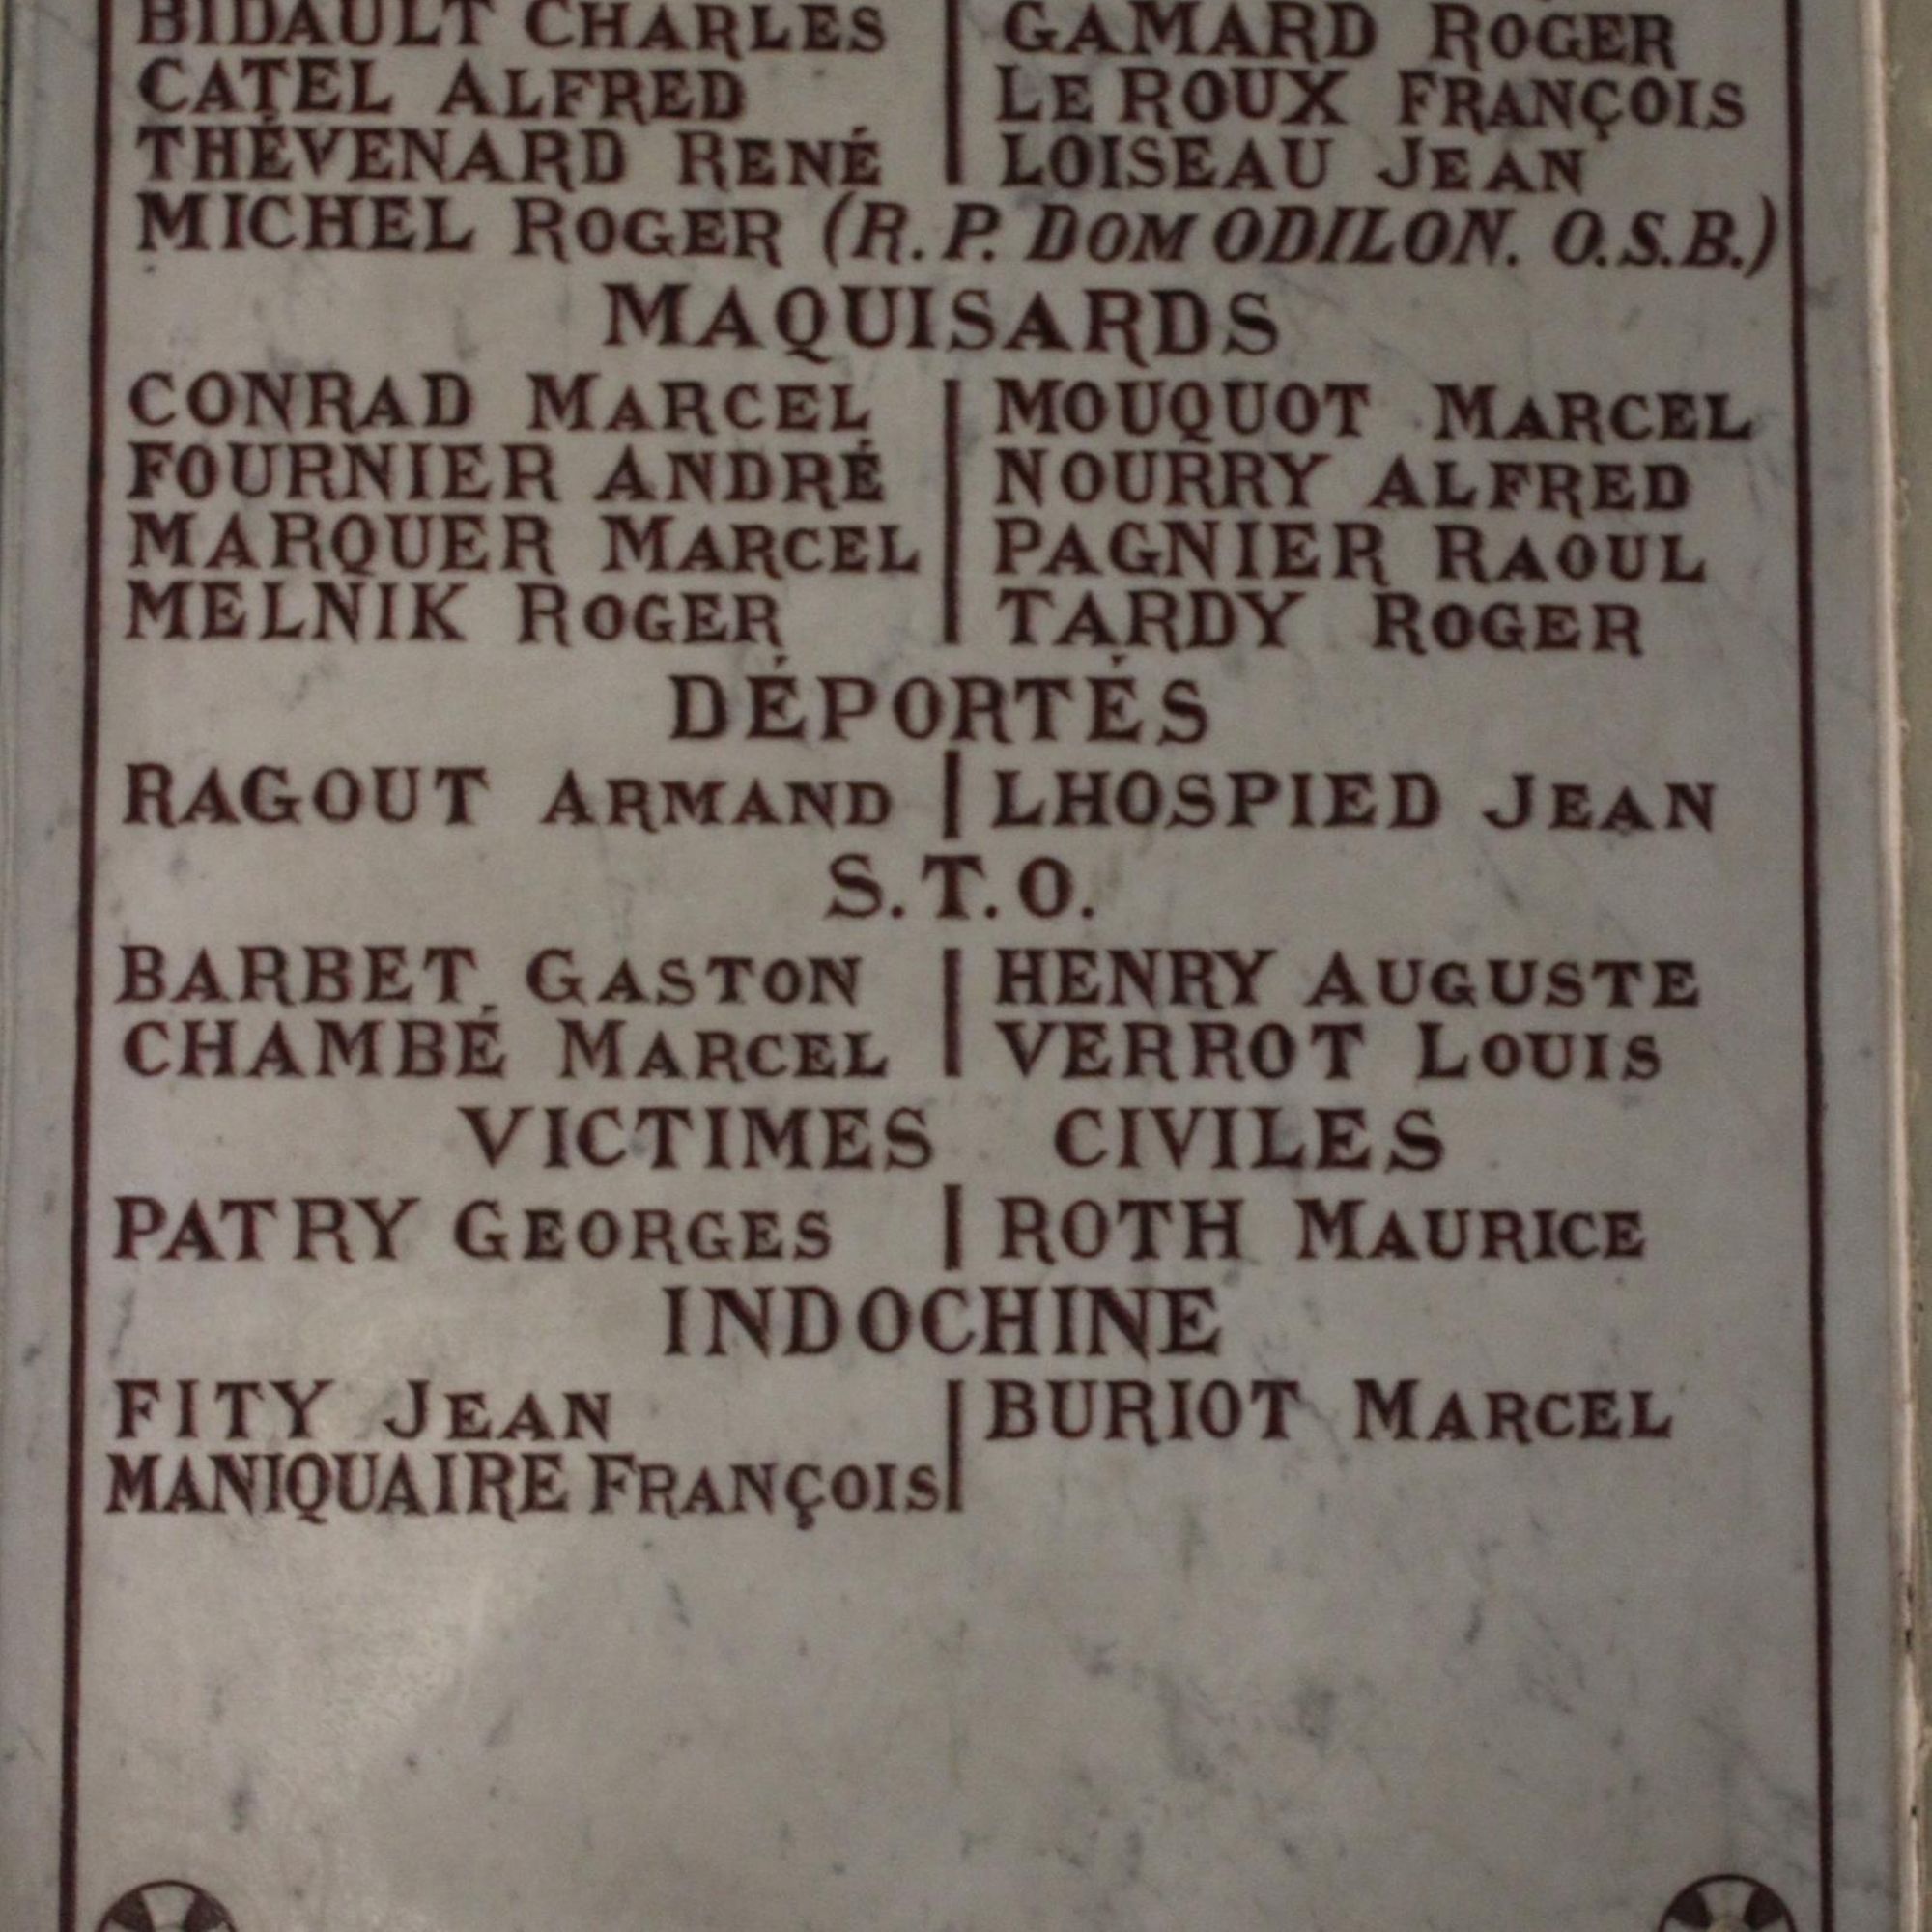 BIDAULT CHARLES | GAMARD ROGER
CATEL ALFRED | LE ROUX FRANÇOIS
THÉVENARD RENÉ | LOISEAU JEAN
MICHEL ROGER (R. P. DOM ODILON. O.S.B.)
MAQUISARDS
CONRAD MARCEL | MOUQUOT MARCEL
FOURNIER ANDRÉ | NOURRY ALFRED
MARQUER MARCEL | PAGNIER RAOUL
MELNIK ROGER | TARDY ROGER
DÉPORTÉS
RAGOUT ARMAND | LHOSPIED JEAN
S.T.O.
BARBET GASTON | HENRY AUGUSTE
CHAMBÉ MARCEL | VERROT LOUIS
VICTIMES CIVILES
PATRY GEORGES | ROTH MAURICE
INDOCHINE
FITY JEAN | BURIOT MARCEL
MANIQUAIRE FRANÇOIS |